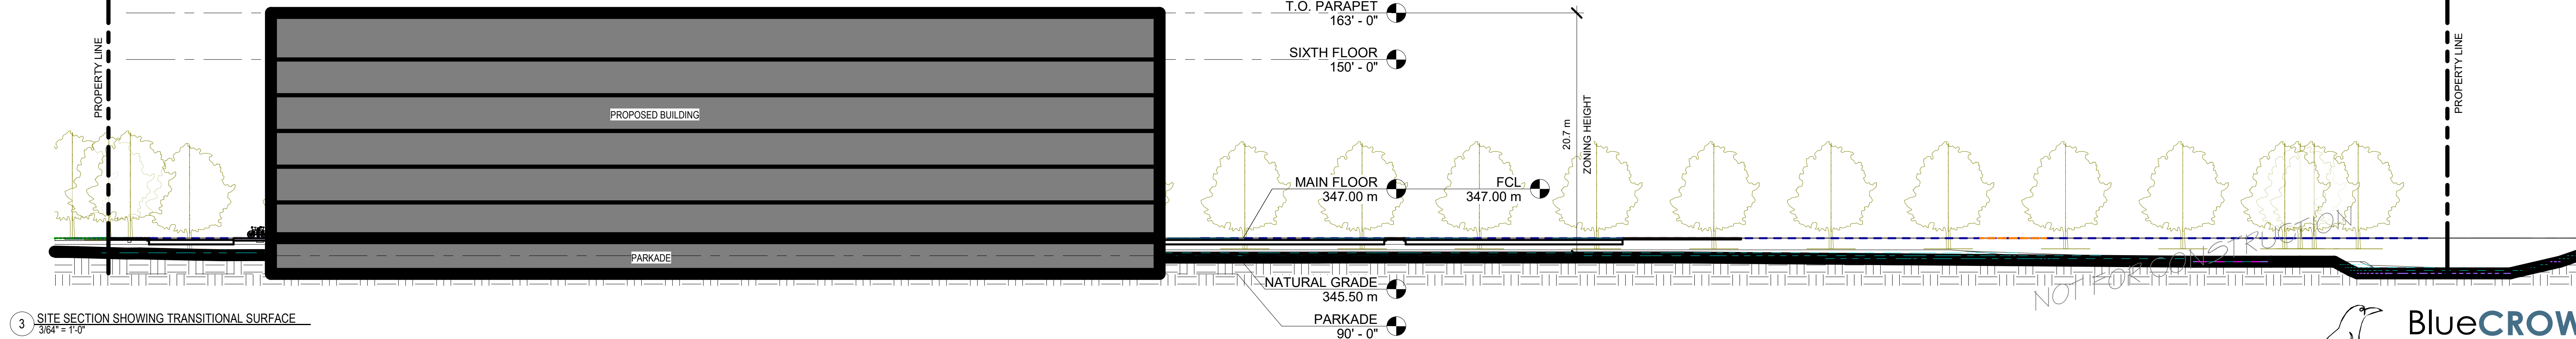 T.O. PARAPET
163' - 0"
PROPERTY LINE
SIXTH FLOOR
150' - 0"
PROPERTY LINE
PROPOSED BUILDING
20.7 m
ZONING HEIGHT
MAIN FLOOR
347.00 m
FCL
347.00 m
PARKADE
NOT FOR CONSTRUCTION
NATURAL GRADE
345.50 m
3
SITE SECTION SHOWING TRANSITIONAL SURFACE
3/64" = 1'-0"
PARKADE
90' - 0"
BlueCROW